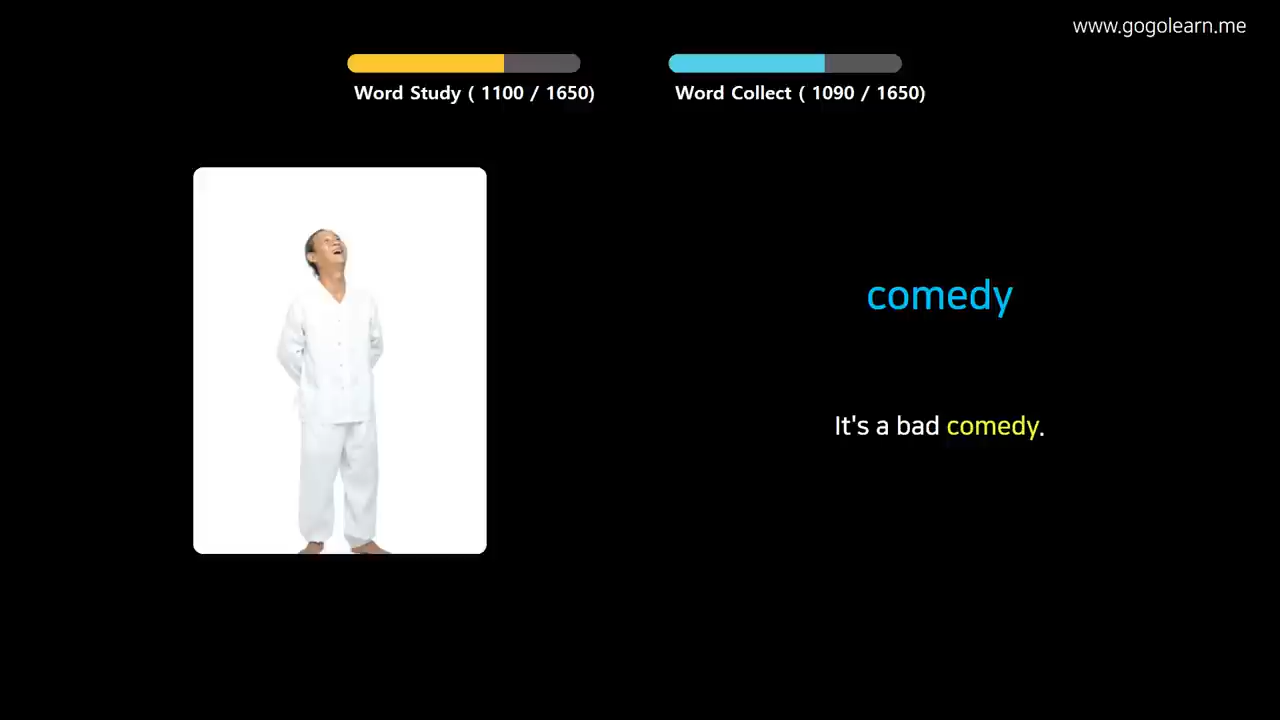 www.gogolearn.me
Word Study ( 1100 / 1650)
Word Collect ( 1090 / 1650)
comedy
It's a bad comedy.